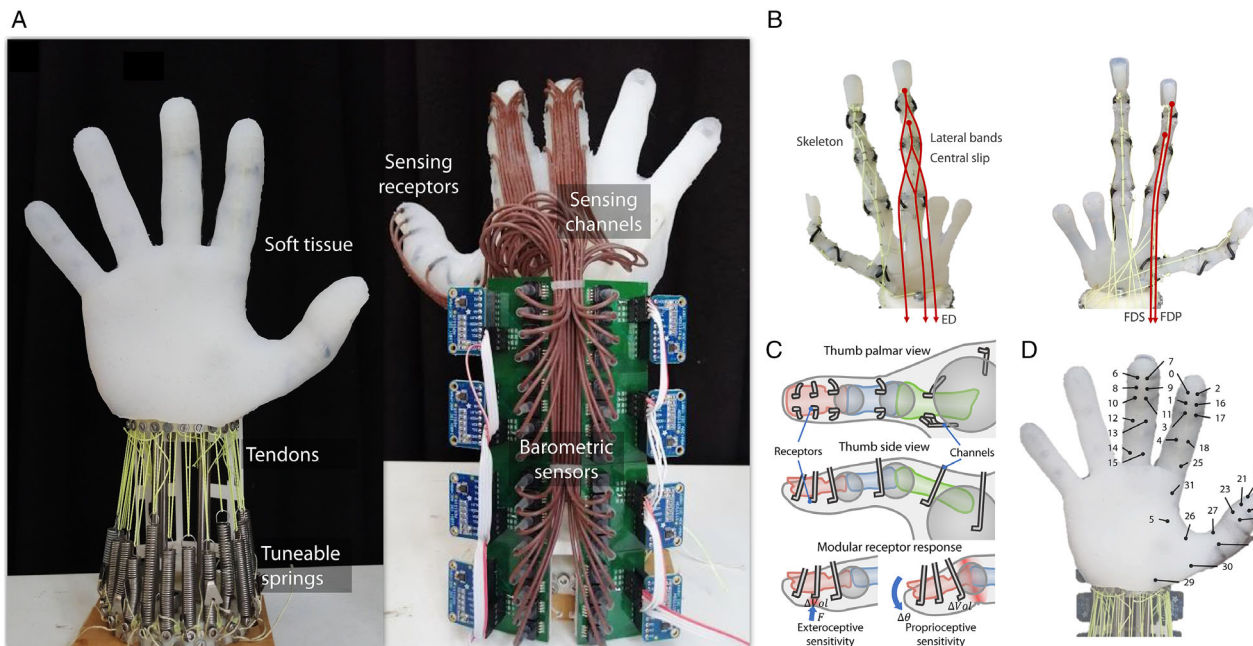 A
Soft tissue
Tendons
Tuneable
springs
Sensing
receptors
Sensing
channels
Barometric
sensors
B
Skeleton
Lateral bands
Central slip
ED
FDS
FDP
C
Thumb palmar view
Receptors
Channels
Thumb side view
Modular receptor response
ΔVol
F
Exteroceptive
sensitivity
Δθ
ΔVol
Proprioceptive
sensitivity
D
7
6
0
2
8
9
1
16
10
11
17
12
3
13
4
18
14
15
25
31
21
23
5
26
27
30
29